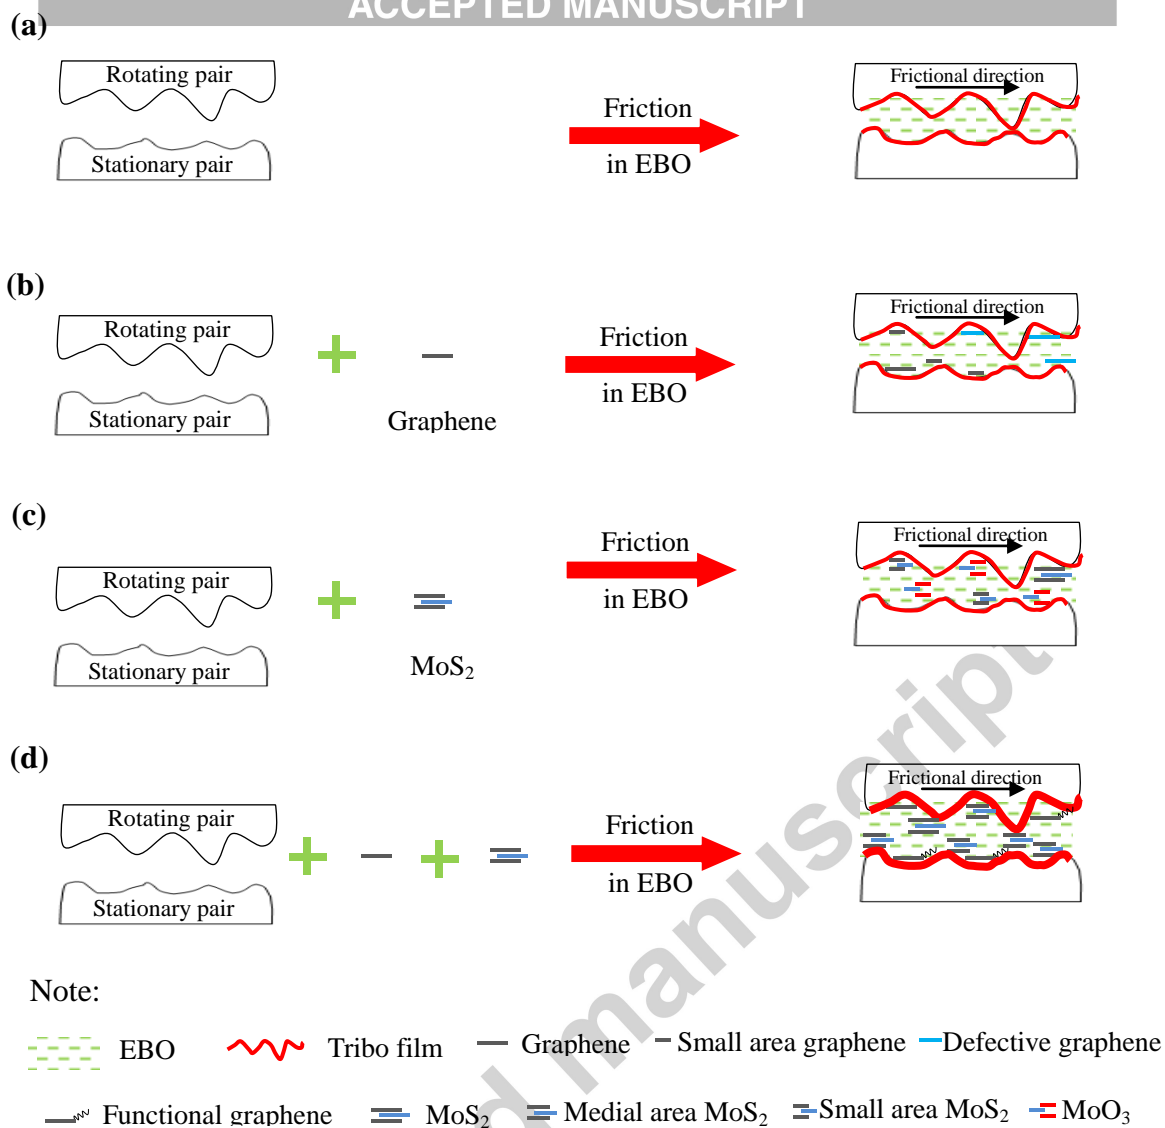 ACCEPTED MANUSCRIPT
(a)
Rotating pair
Stationary pair
Friction
in EBO
Frictional direction
(b)
Rotating pair
Stationary pair
Graphene
Friction
in EBO
Frictional direction
(c)
Rotating pair
Stationary pair
MoS2
Friction
in EBO
Frictional direction
(d)
Rotating pair
Stationary pair
Friction
in EBO
Frictional direction
Note:
EBO Tribo film Graphene Small area graphene Defective graphene
Functional graphene MoS2 Medial area MoS2 Small area MoS2 MoO3
d manuscript